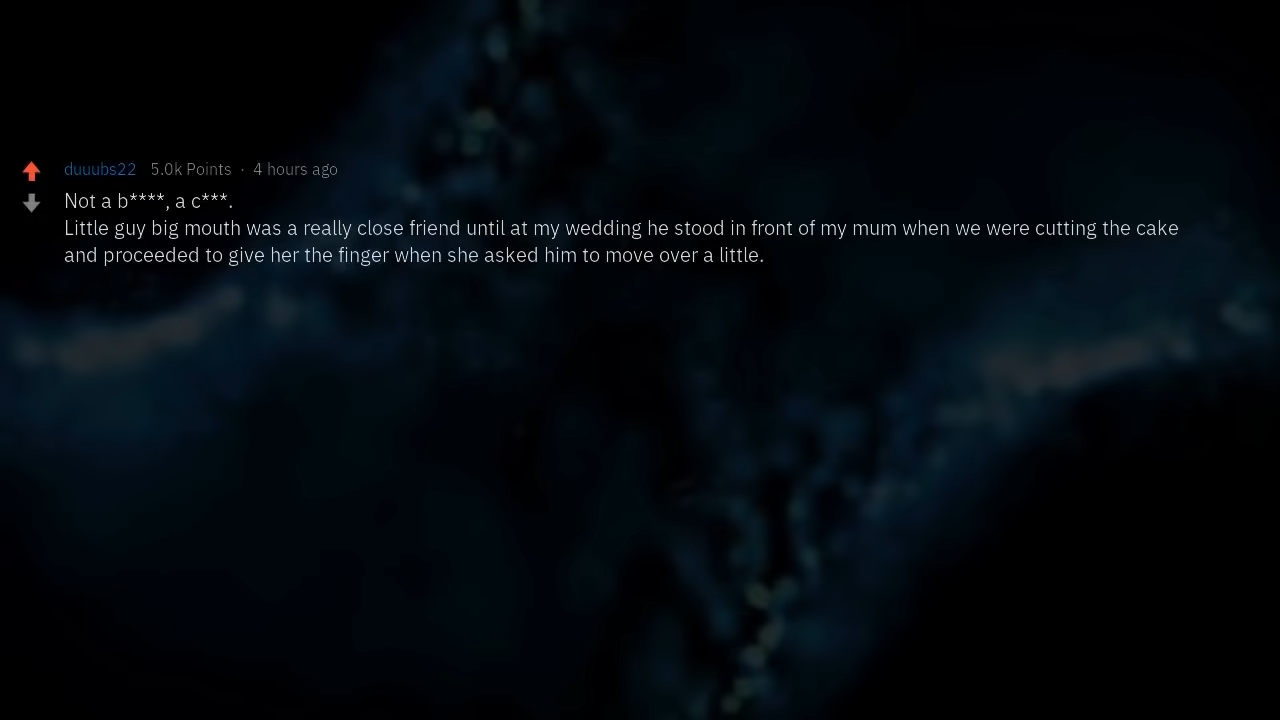 duuubs22 5.0k Points · 4 hours ago
Not a b****, a c***.
Little guy big mouth was a really close friend until at my wedding he stood in front of my mum when we were cutting the cake
and proceeded to give her the finger when she asked him to move over a little.